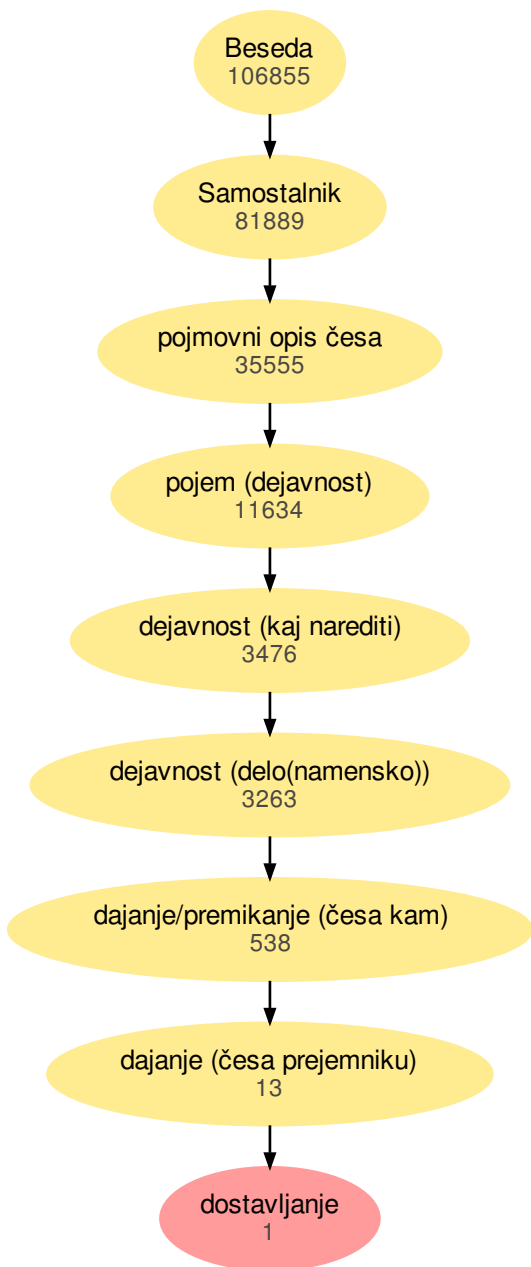 Beseda
106855
Samostalnik
81889
pojmovni opis česa
35555
pojem (dejavnost)
11634
dejavnost (kaj narediti)
3476
dejavnost (delo(namensko))
3263
dajanje/premikanje (česa kam)
538
dajanje (česa prejemniku)
13
dostavljanje
1